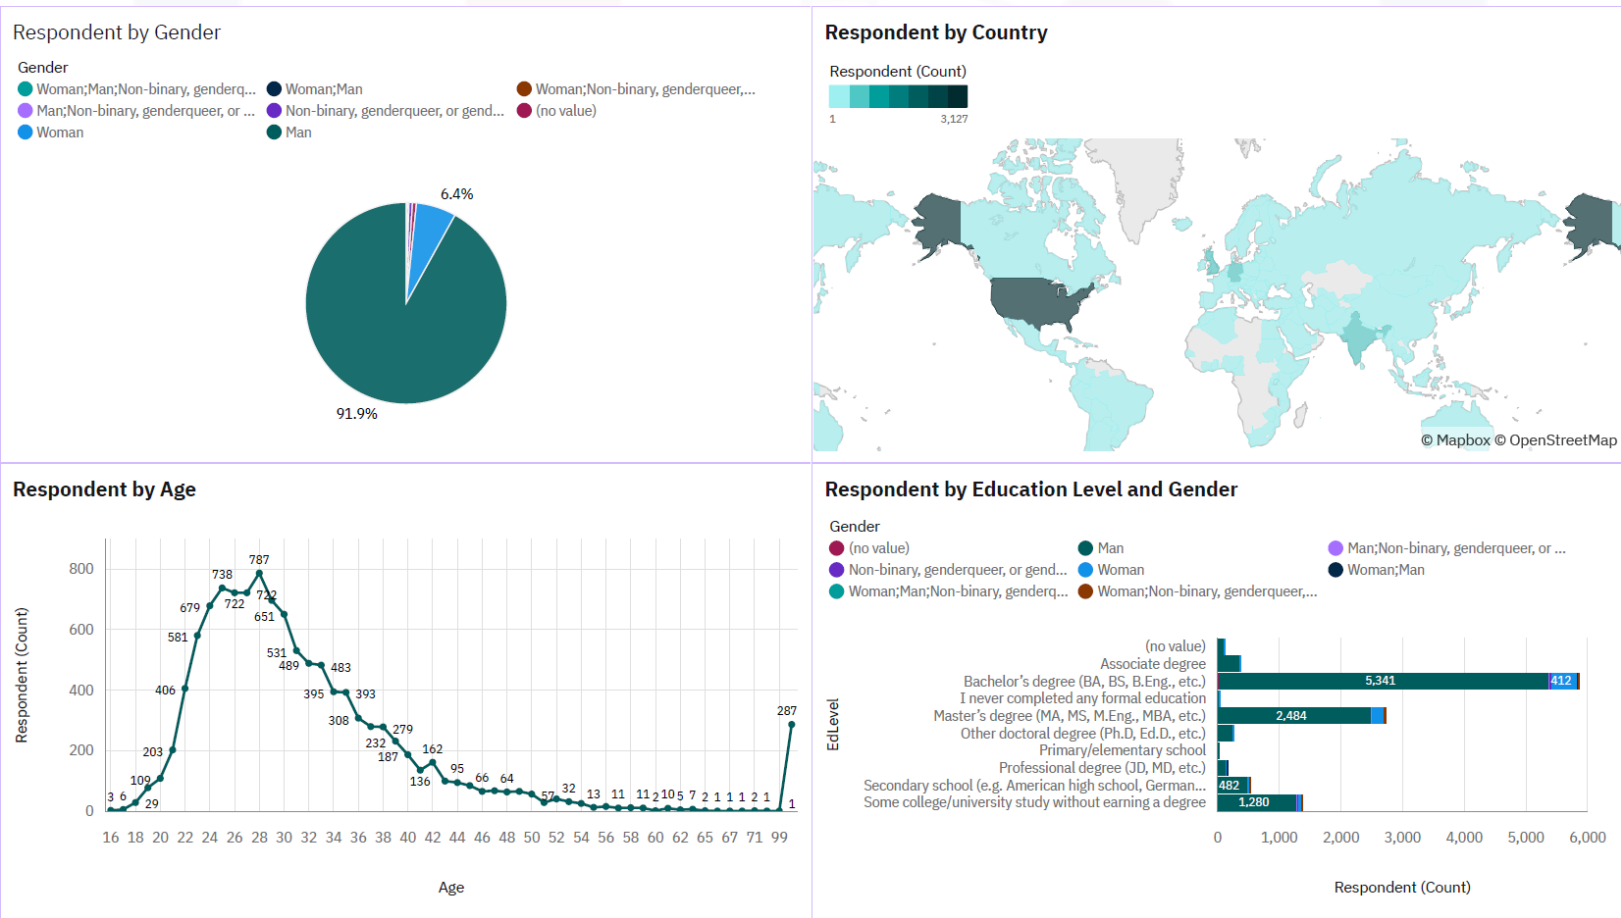 Respondent by Gender
Gender
Woman;Man;Non-binary, genderq...
Woman;Man
Woman;Non-binary, genderqueer,...
Man;Non-binary, genderqueer, or ...
Non-binary, genderqueer, or gend...
(no value)
Woman
Man
6.4%
91.9%
Respondent by Country
Respondent (Count)
1 3,127
© Mapbox © OpenStreetMap
Respondent by Age
Respondent (Count)
800
600
400
200
0
3 6 29 109 203 406 581 679 738 722 787 722 651 531 489 483 395 393 308 279 232 187 136 162 95 66 64 57 32 13 11 11 2 10 5 7 2 1 1 1 2 1 287 1
16 18 20 22 24 26 28 30 32 34 36 38 40 42 44 46 48 50 52 54 56 58 60 62 65 67 71 99
Age
Respondent by Education Level and Gender
Gender
(no value)
Man
Man;Non-binary, genderqueer, or ...
Non-binary, genderqueer, or gend...
Woman
Woman;Man
Woman;Man;Non-binary, genderq...
Woman;Non-binary, genderqueer,...
EdLevel
(no value)
Associate degree
Bachelor's degree (BA, BS, B.Eng., etc.) 5,341 412
I never completed any formal education
Master's degree (MA, MS, M.Eng., MBA, etc.) 2,484
Other doctoral degree (Ph.D, Ed.D., etc.)
Primary/elementary school
Professional degree (JD, MD, etc.)
Secondary school (e.g. American high school, German... 482
Some college/university study without earning a degree 1,280
0 1,000 2,000 3,000 4,000 5,000 6,000
Respondent (Count)